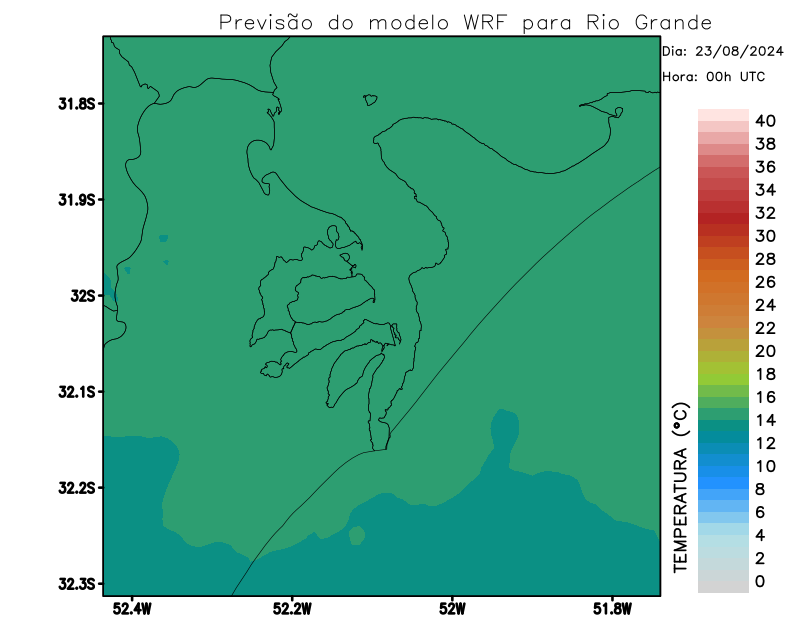 Previsão do modelo WRF para Rio Grande
Dia: 23/08/2024
Hora: 00h UTC
31.8S
31.9S
32S
32.1S
32.2S
32.3S
52.4W
52.2W
52W
51.8W
TEMPERATURA (°C)
40
38
36
34
32
30
28
26
24
22
20
18
16
14
12
10
8
6
4
2
0